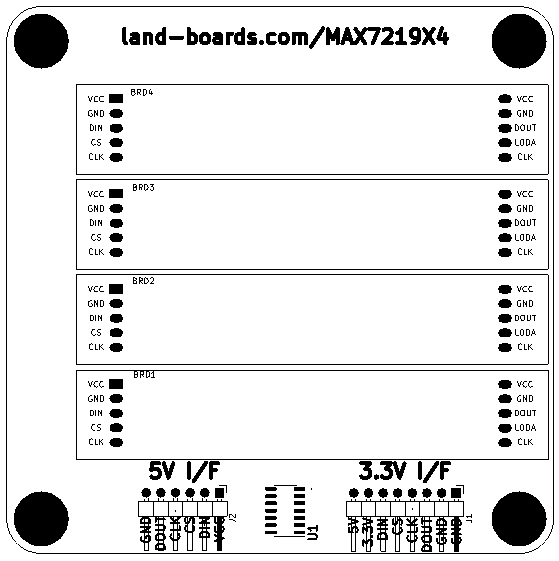 land-boards.com/MAX7219X4
BRD4
VCC VCC
GND GND
DIN DOUT
CS LODA
CLK CLK
BRD3
VCC VCC
GND GND
DIN DOUT
CS LODA
CLK CLK
BRD2
VCC VCC
GND GND
DIN DOUT
CS LODA
CLK CLK
BRD1
VCC VCC
GND GND
DIN DOUT
CS LODA
CLK CLK
5V I/F 3.3V I/F
GND DOUT CLK CS DIN VCC J2
U1
5V 3.3V DIN CS CLK DOUT GND GND J1